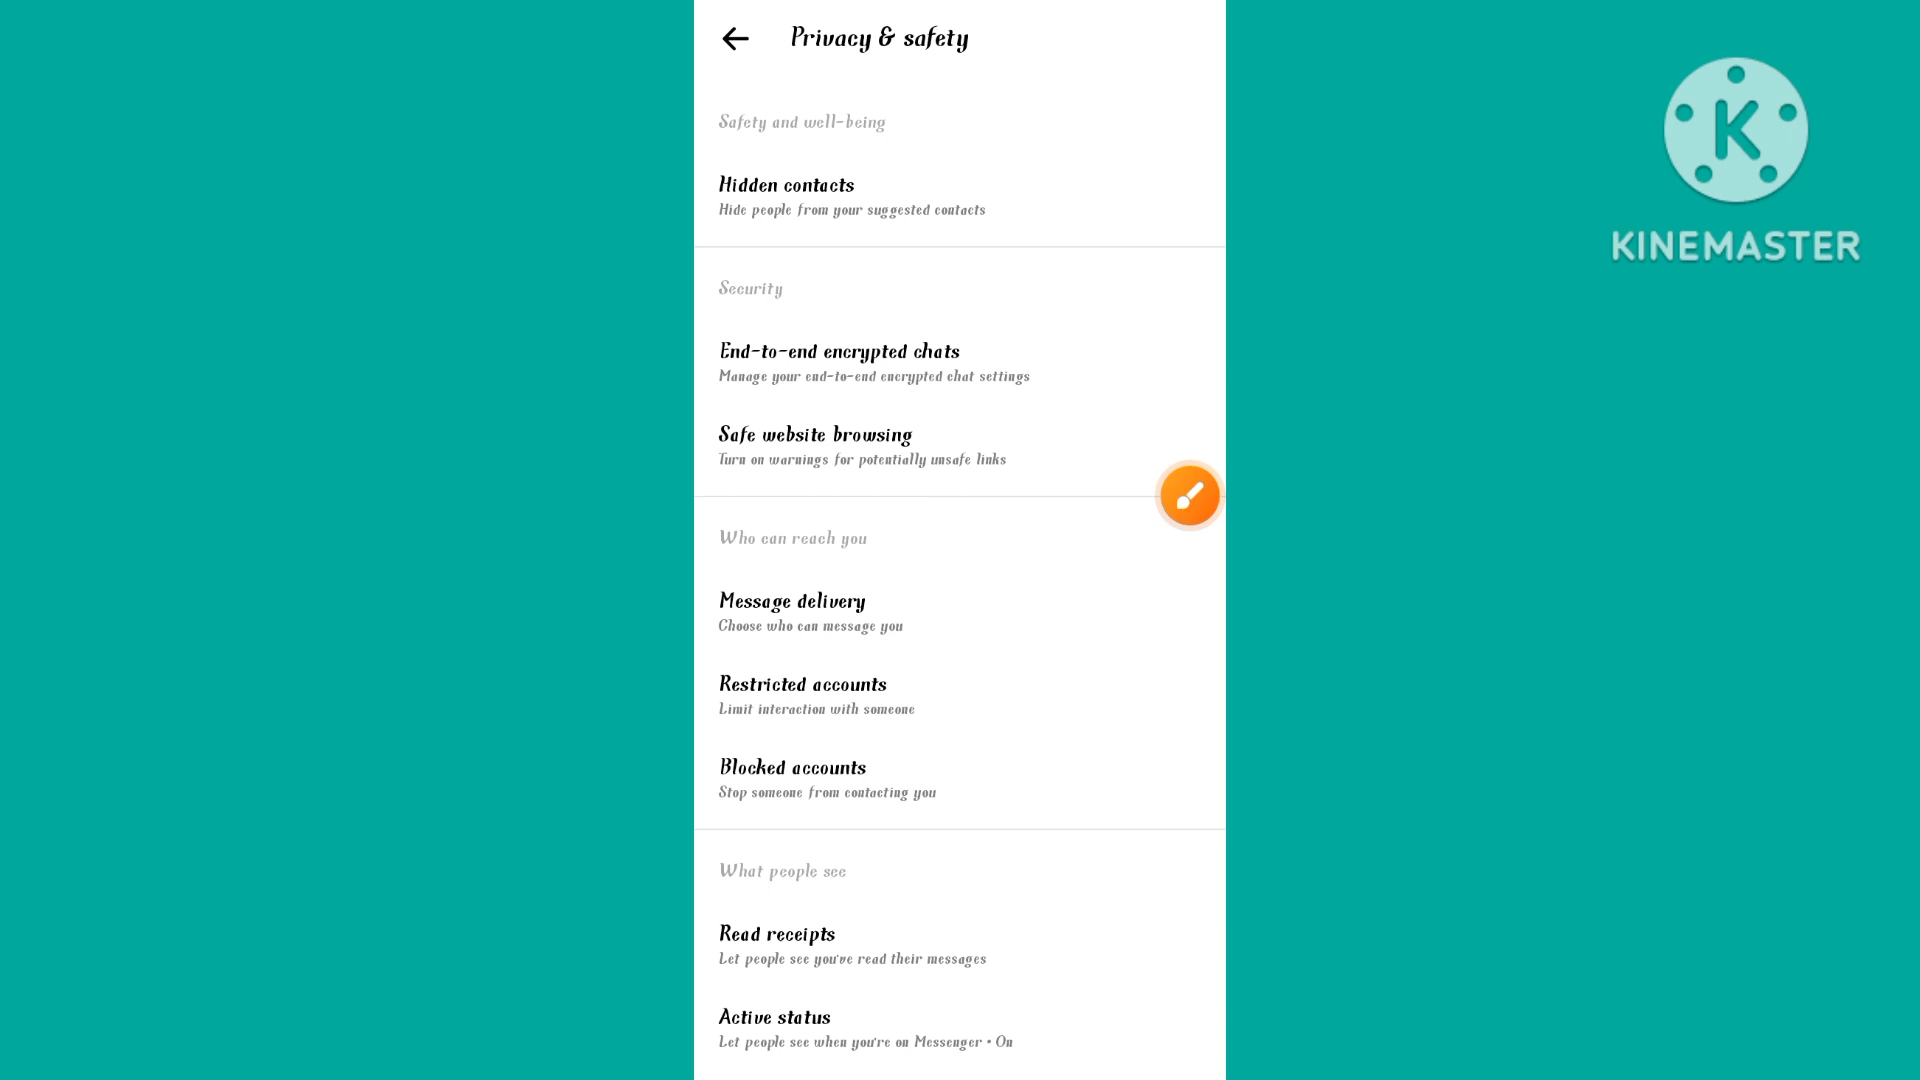 Privacy & safety
Safety and well-being
Hidden contacts
Hide people from your suggested contacts
Security
End-to-end encrypted chats
Manage your end-to-end encrypted chat settings
Safe website browsing
Turn on warnings for potentially unsafe links
Who can reach you
Message delivery
Choose who can message you
Restricted accounts
Limit interaction with someone
Blocked accounts
Stop someone from contacting you
What people see
Read receipts
Let people see you've read their messages
Active status
Let people see when you're on Messenger • On
K
KINEMASTER